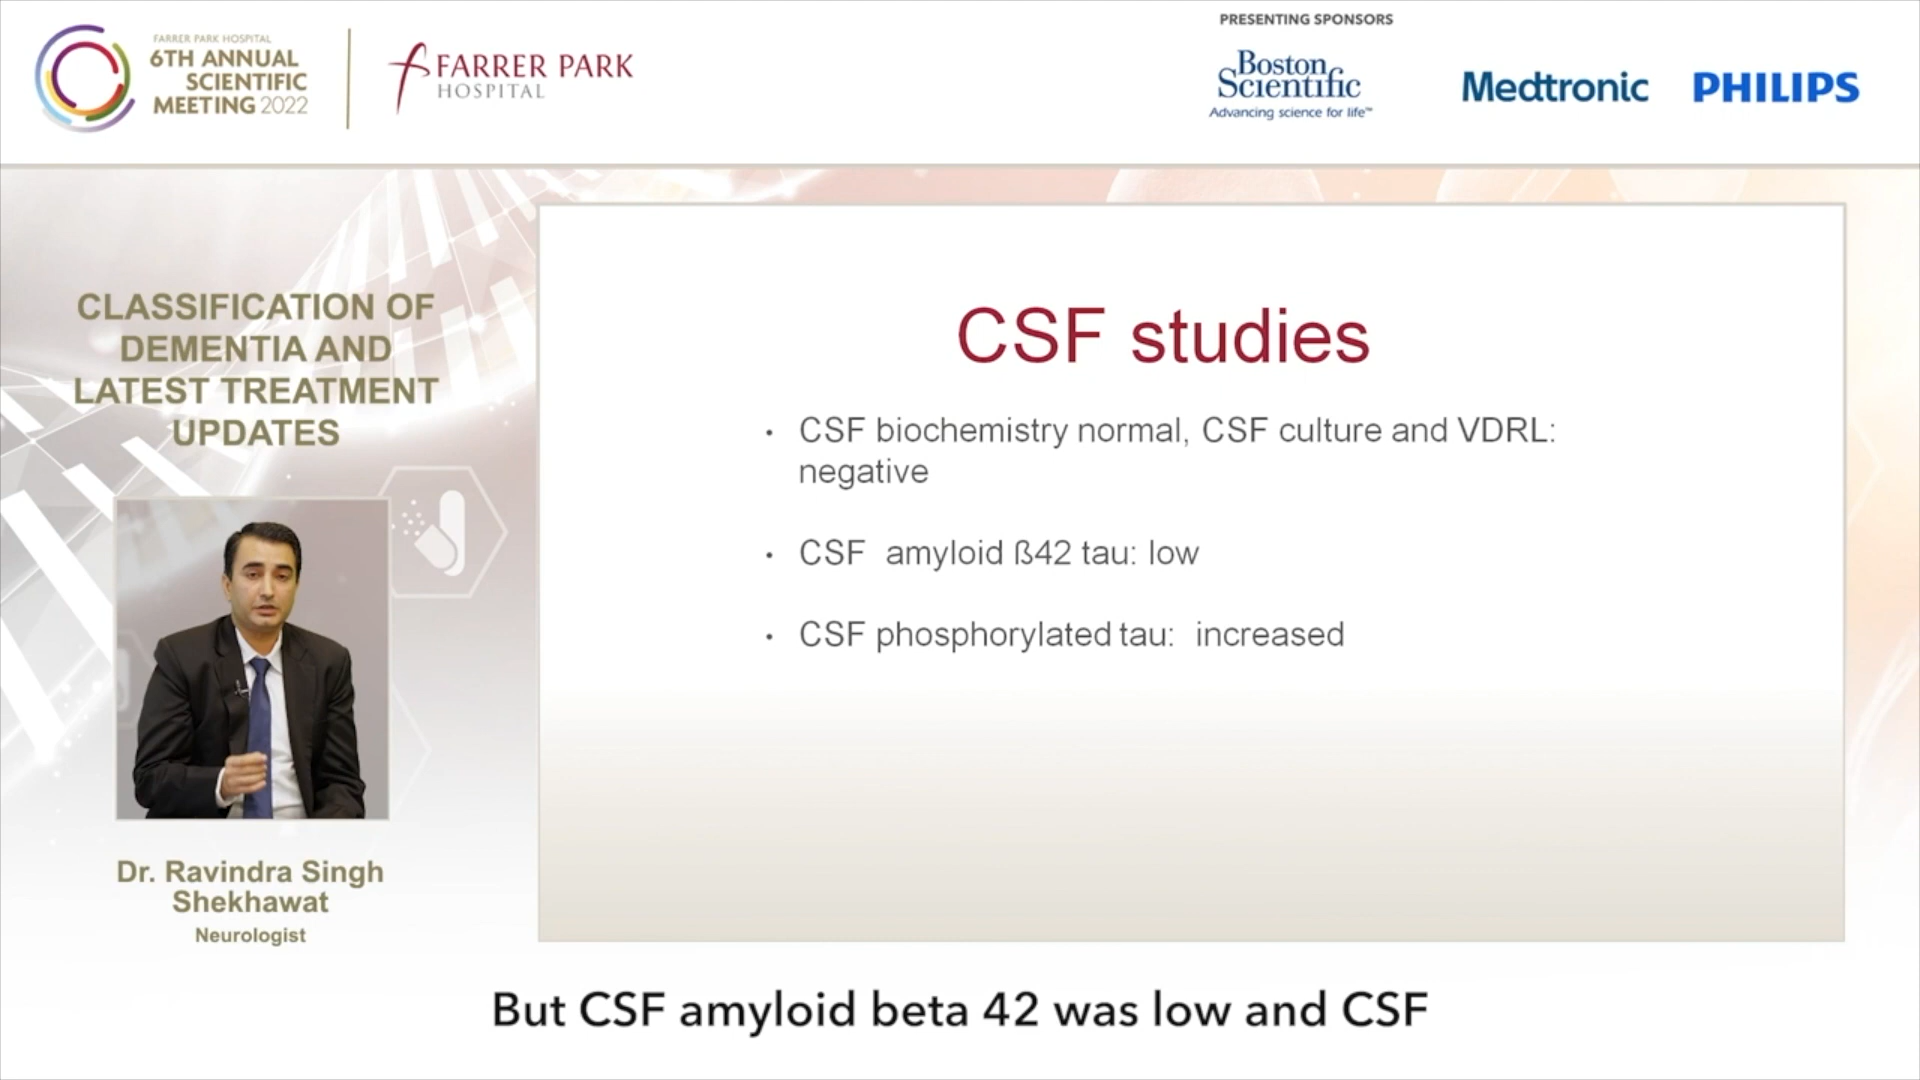 FARRER PARK HOSPITAL
6TH ANNUAL
SCIENTIFIC
MEETING 2022
FARRER PARK
HOSPITAL
PRESENTING SPONSORS
Boston
Scientific
Advancing science for life™
Medtronic
PHILIPS
CLASSIFICATION OF
DEMENTIA AND
LATEST TREATMENT
UPDATES
Dr. Ravindra Singh
Shekhawat
Neurologist
CSF studies
• CSF biochemistry normal, CSF culture and VDRL:
negative
• CSF amyloid ß42 tau: low
• CSF phosphorylated tau: increased
But CSF amyloid beta 42 was low and CSF